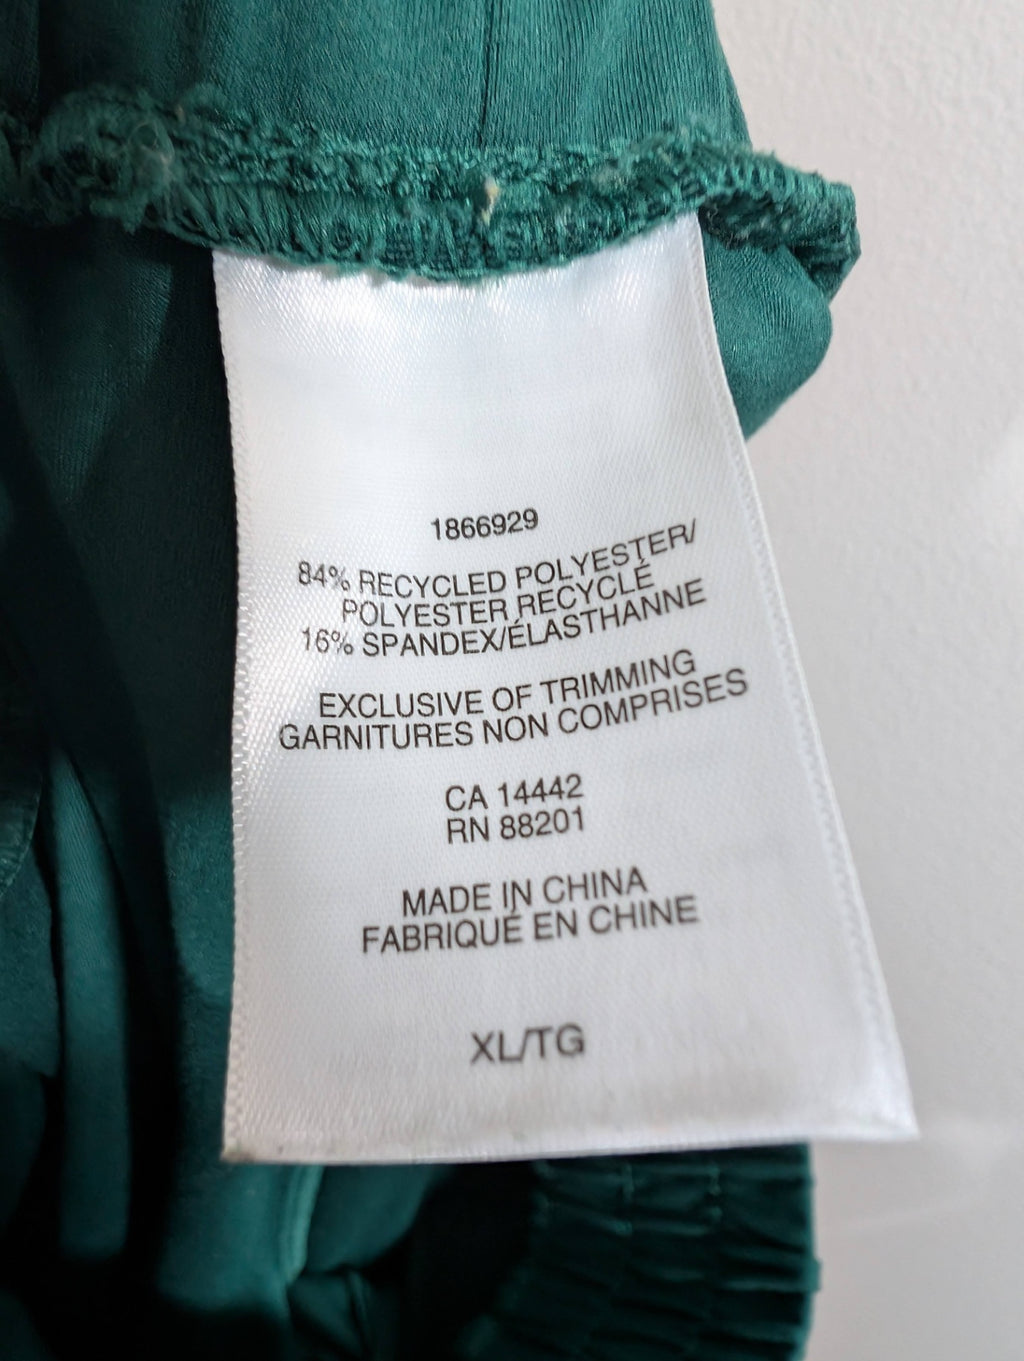 1866929
84% RECYCLED POLYESTER/
POLYESTER RECYCLÉ
16% SPANDEX/ÉLASTHANNE
EXCLUSIVE OF TRIMMING
GARNITURES NON COMPRISES
CA 14442
RN 88201
MADE IN CHINA
FABRIQUÉ EN CHINE
XL/TG